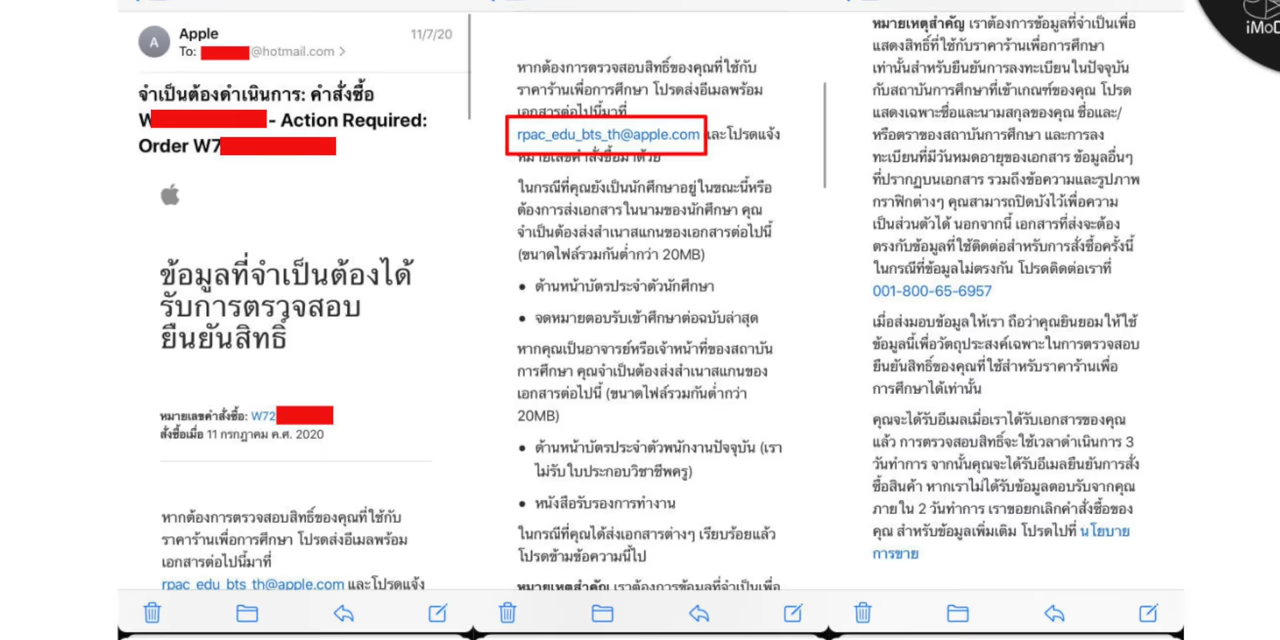 Apple
11/7/20
A
To: @hotmail.com >
จำเป็นต้องดำเนินการ: คำสั่งซื้อ
W - Action Required:
Order W7
ข้อมูลที่จำเป็นต้องได้
รับการตรวจสอบ
ยืนยันสิทธิ์
หมายเลขคำสั่งซื้อ: W72
สั่งซื้อเมื่อ 11 กรกฎาคม ค.ศ. 2020
หากต้องการตรวจสอบสิทธิ์ของคุณที่ใช้กับ
ราคาร้านเพื่อการศึกษา โปรดส่งอีเมลพร้อม
เอกสารต่อไปนี้มาที่
rpac_edu_bts_th@apple.com และโปรดแจ้ง
หากต้องการตรวจสอบสิทธิ์ของคุณที่ใช้กับ
ราคาร้านเพื่อการศึกษา โปรดส่งอีเมลพร้อม
เอกสารต่อไปนี้มาที่
rpac_edu_bts_th@apple.com และโปรดแจ้ง
หมายเลขคำสั่งซื้อมาด้วย
ในกรณีที่คุณยังเป็นนักศึกษาอยู่ในขณะนี้หรือ
ต้องการส่งเอกสารในนามของนักศึกษา คุณ
จำเป็นต้องส่งสำเนาสแกนของเอกสารต่อไปนี้
(ขนาดไฟล์รวมกันต่ำกว่า 20MB)
• ด้านหน้าบัตรประจำตัวนักศึกษา
• จดหมายตอบรับเข้าศึกษาต่อฉบับล่าสุด
หากคุณเป็นอาจารย์หรือเจ้าหน้าที่ของสถาบัน
การศึกษา คุณจำเป็นต้องส่งสำเนาสแกนของ
เอกสารต่อไปนี้ (ขนาดไฟล์รวมกันต่ำกว่า
20MB)
• ด้านหน้าบัตรประจำตัวพนักงานปัจจุบัน (เรา
ไม่รับใบประกอบวิชาชีพครู)
• หนังสือรับรองการทำงาน
ในกรณีที่คุณได้ส่งเอกสารต่างๆ เรียบร้อยแล้ว
โปรดข้ามข้อความนี้ไป
หมายเหตุสำคัญ เราต้องการข้อมูลที่จำเป็นเพื่อ
หมายเหตุสำคัญ เราต้องการข้อมูลที่จำเป็นเพื่อ
แสดงสิทธิ์ที่ใช้กับราคาร้านเพื่อการศึกษา
เท่านั้นสำหรับยืนยันการลงทะเบียนในปัจจุบัน
กับสถาบันการศึกษาที่เข้าเกณฑ์ของคุณ โปรด
แสดงเฉพาะชื่อและนามสกุลของคุณ ชื่อและ/
หรือตราของสถาบันการศึกษา และการลง
ทะเบียนที่มีวันหมดอายุของเอกสาร ข้อมูลอื่นๆ
ที่ปรากฏบนเอกสาร รวมถึงข้อความและรูปภาพ
กราฟิกต่างๆ คุณสามารถปิดบังไว้เพื่อความ
เป็นส่วนตัวได้ นอกจากนี้ เอกสารที่ส่งจะต้อง
ตรงกับข้อมูลที่ใช้ติดต่อสำหรับการสั่งซื้อครั้งนี้
ในกรณีที่ข้อมูลไม่ตรงกัน โปรดติดต่อเราที่
001-800-65-6957
เมื่อส่งมอบข้อมูลให้เรา ถือว่าคุณยินยอมให้ใช้
ข้อมูลนี้เพื่อวัตถุประสงค์เฉพาะในการตรวจสอบ
ยืนยันสิทธิ์ของคุณที่ใช้สำหรับราคาร้านเพื่อ
การศึกษาได้เท่านั้น
คุณจะได้รับอีเมลเมื่อเราได้รับเอกสารของคุณ
แล้ว การตรวจสอบสิทธิ์จะใช้เวลาดำเนินการ 3
วันทำการ จากนั้นคุณจะได้รับอีเมลยืนยันการสั่ง
ซื้อสินค้า หากเราไม่ได้รับข้อมูลตอบรับจากคุณ
ภายใน 2 วันทำการ เราขอยกเลิกคำสั่งซื้อของ
คุณ สำหรับข้อมูลเพิ่มเติม โปรดไปที่ นโยบาย
การขาย